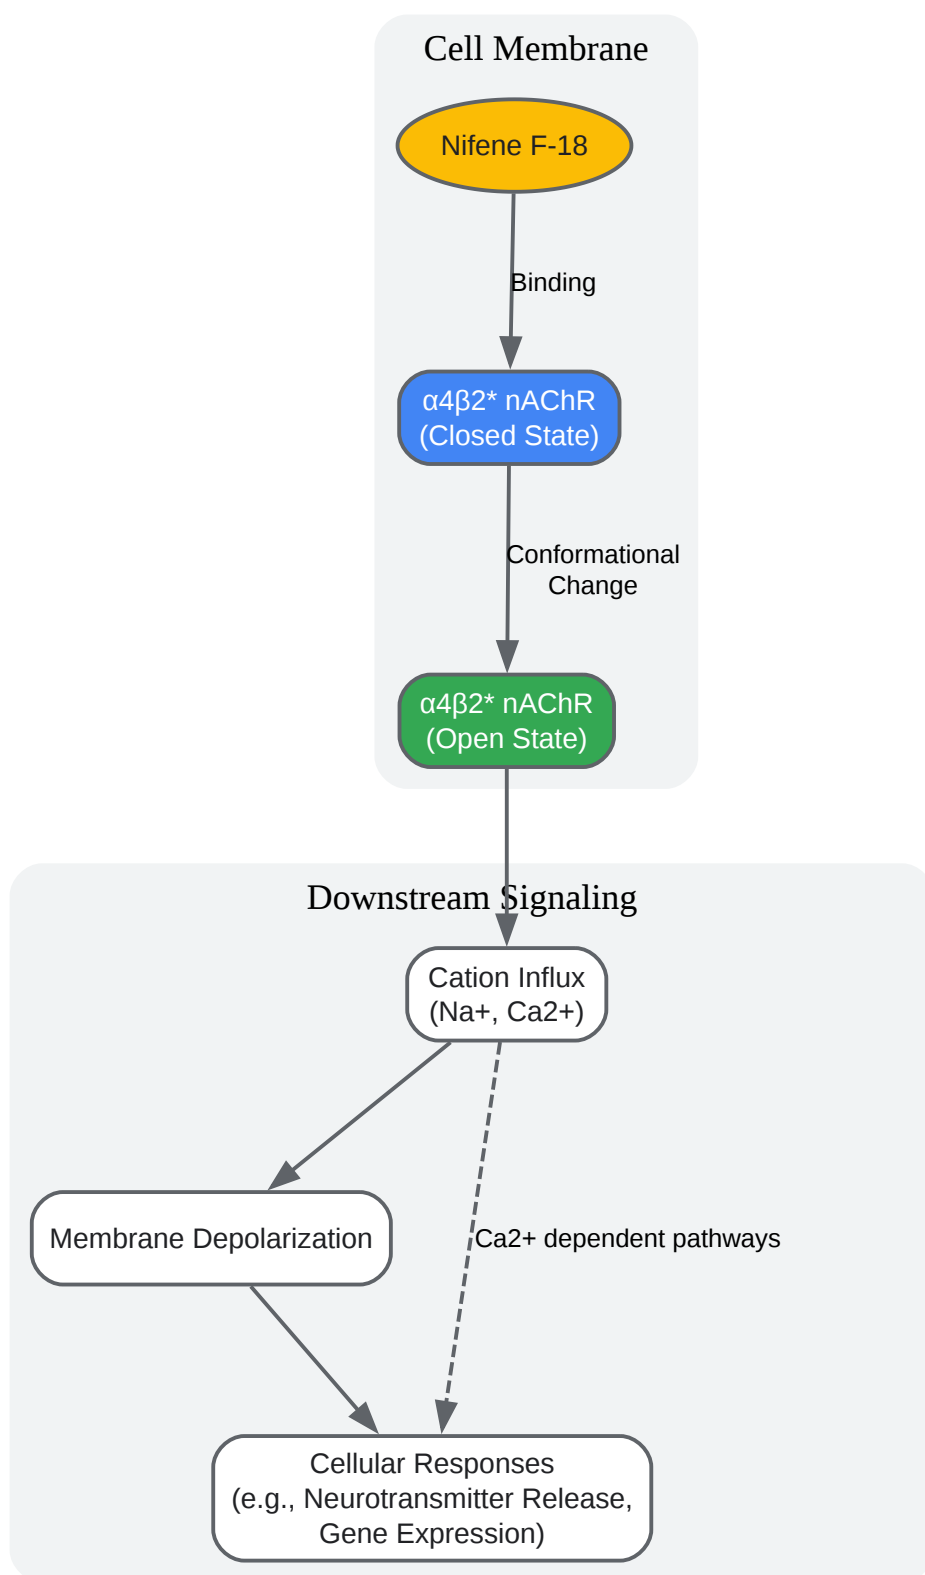 Cell Membrane
Nifene F-18
Binding
α4β2* nAChR
(Closed State)
Conformational
Change
α4β2* nAChR
(Open State)
Downstream Signaling
Cation Influx
(Na+, Ca2+)
Membrane Depolarization
Ca2+ dependent pathways
Cellular Responses
(e.g., Neurotransmitter Release,
Gene Expression)